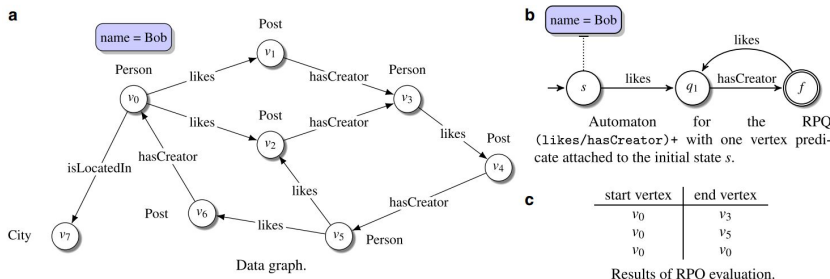 a
name = Bob
Post
Person
v1
Person
v0
likes
hasCreator
v3
likes
Post
v2
hasCreator
likes
Post
v4
isLocatedIn
hasCreator
likes
hasCreator
City
v7
Post
v6
likes
v5
Person
Data graph.
b
name = Bob
likes
s
likes
q1
hasCreator
f
Automaton for the RPQ
(likes/hasCreator)+ with one vertex predi-
cate attached to the initial state s.
c
start vertex end vertex
v0 v3
v0 v5
v0 v0
Results of RPQ evaluation.